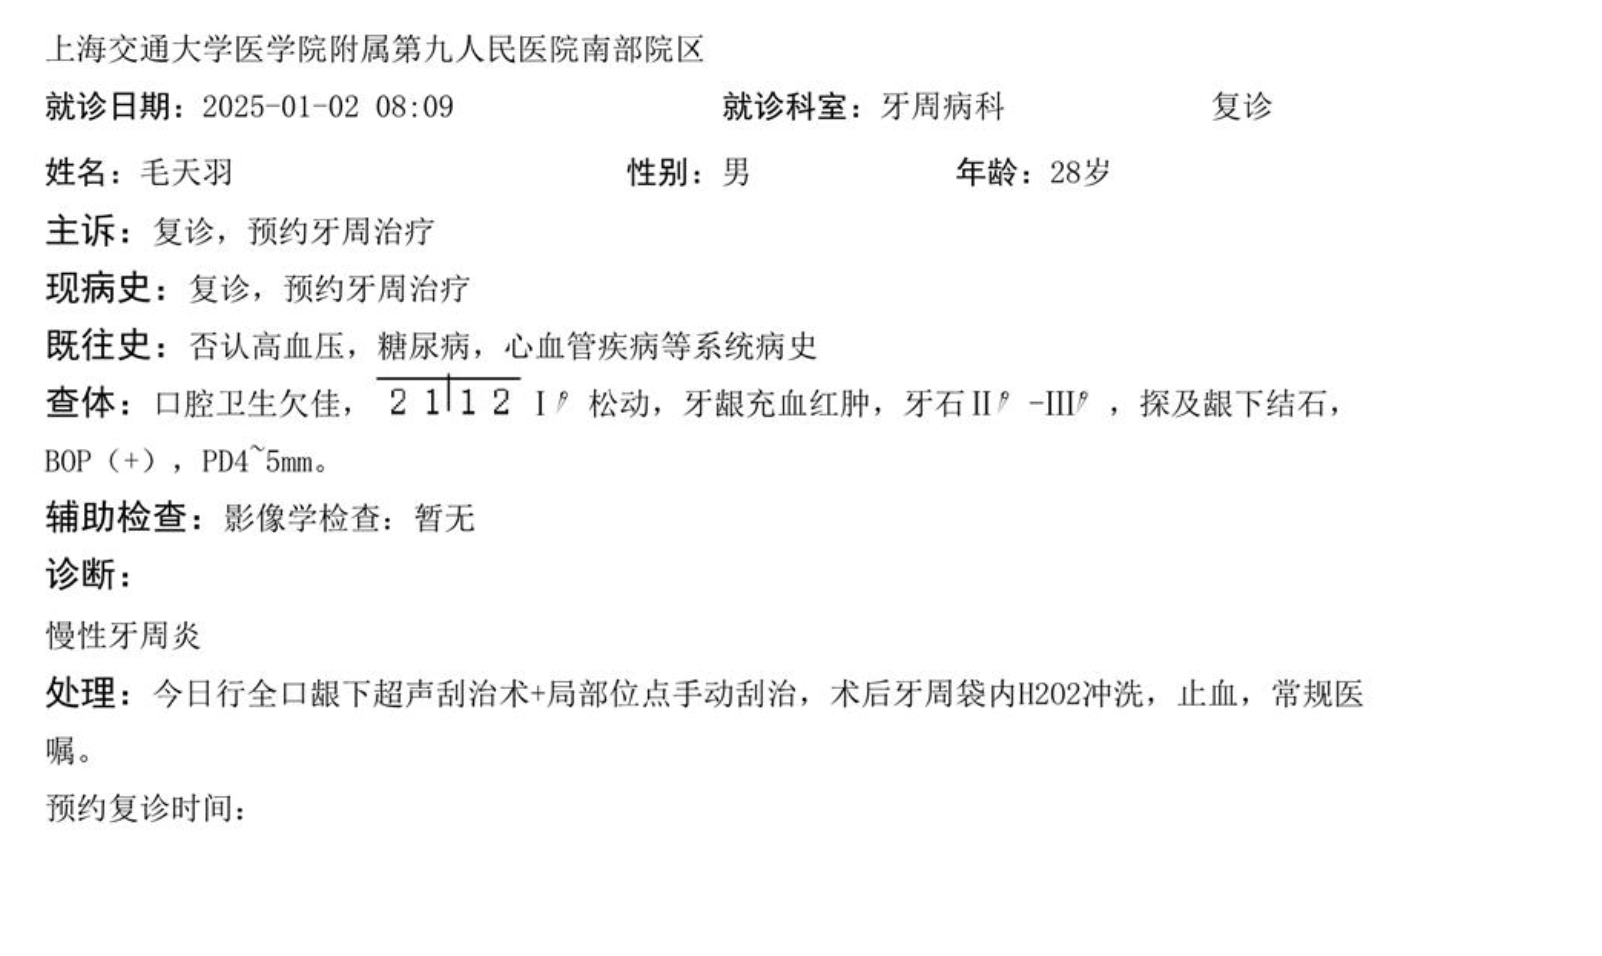 上海交通大学医学院附属第九人民医院南部院区
就诊日期：2025-01-02 08:09 就诊科室：牙周病科 复诊
姓名：毛天羽 性别：男 年龄：28岁
主诉：复诊，预约牙周治疗
现病史：复诊，预约牙周治疗
既往史：否认高血压，糖尿病，心血管疾病等系统病史
查体：口腔卫生欠佳， 2 1|1 2 I° 松动，牙龈充血红肿，牙石II° -III° ，探及龈下结石，
BOP（+），PD4~5mm。
辅助检查：影像学检查：暂无
诊断：
慢性牙周炎
处理：今日行全口龈下超声刮治术+局部位点手动刮治，术后牙周袋内H2O2冲洗，止血，常规医
嘱。
预约复诊时间：